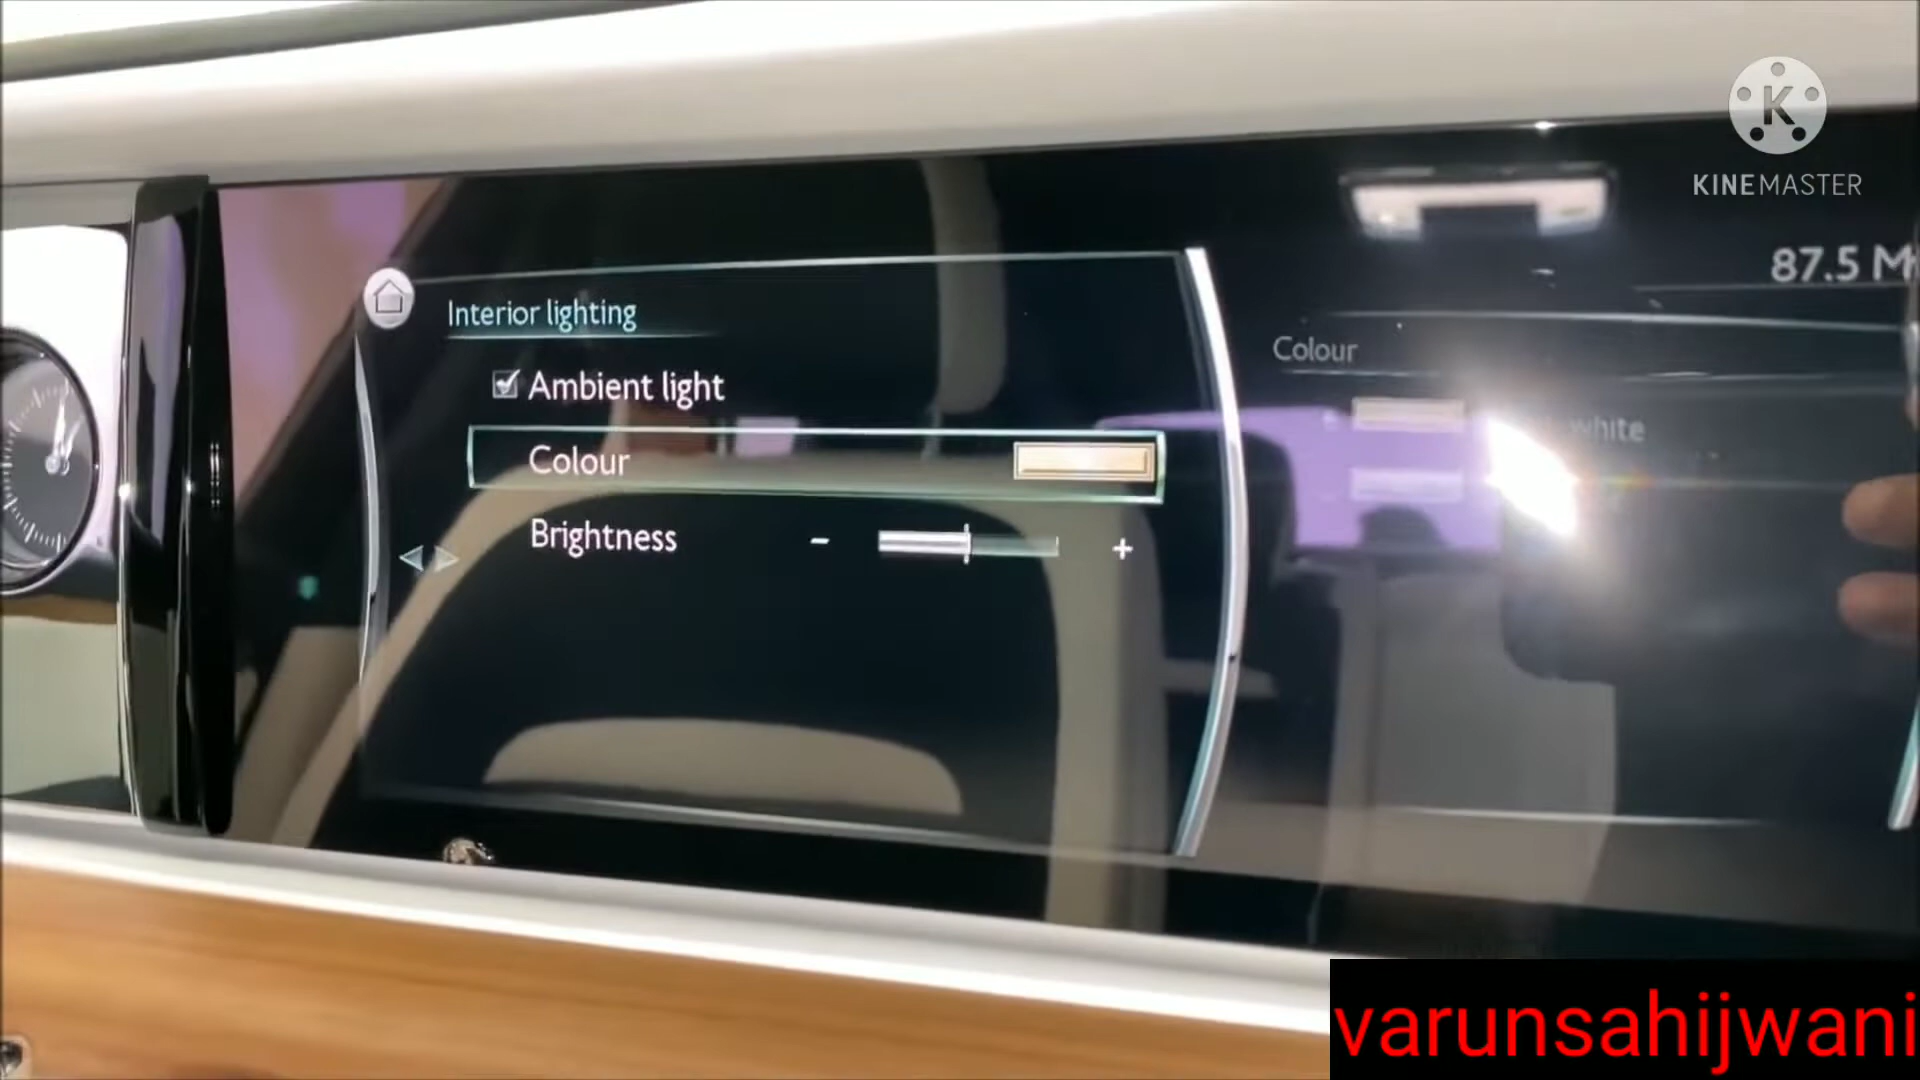 KINEMASTER
87.5 M
Interior lighting
Colour
Ambient light
white
Colour
Brightness
- +
varunsahijwani